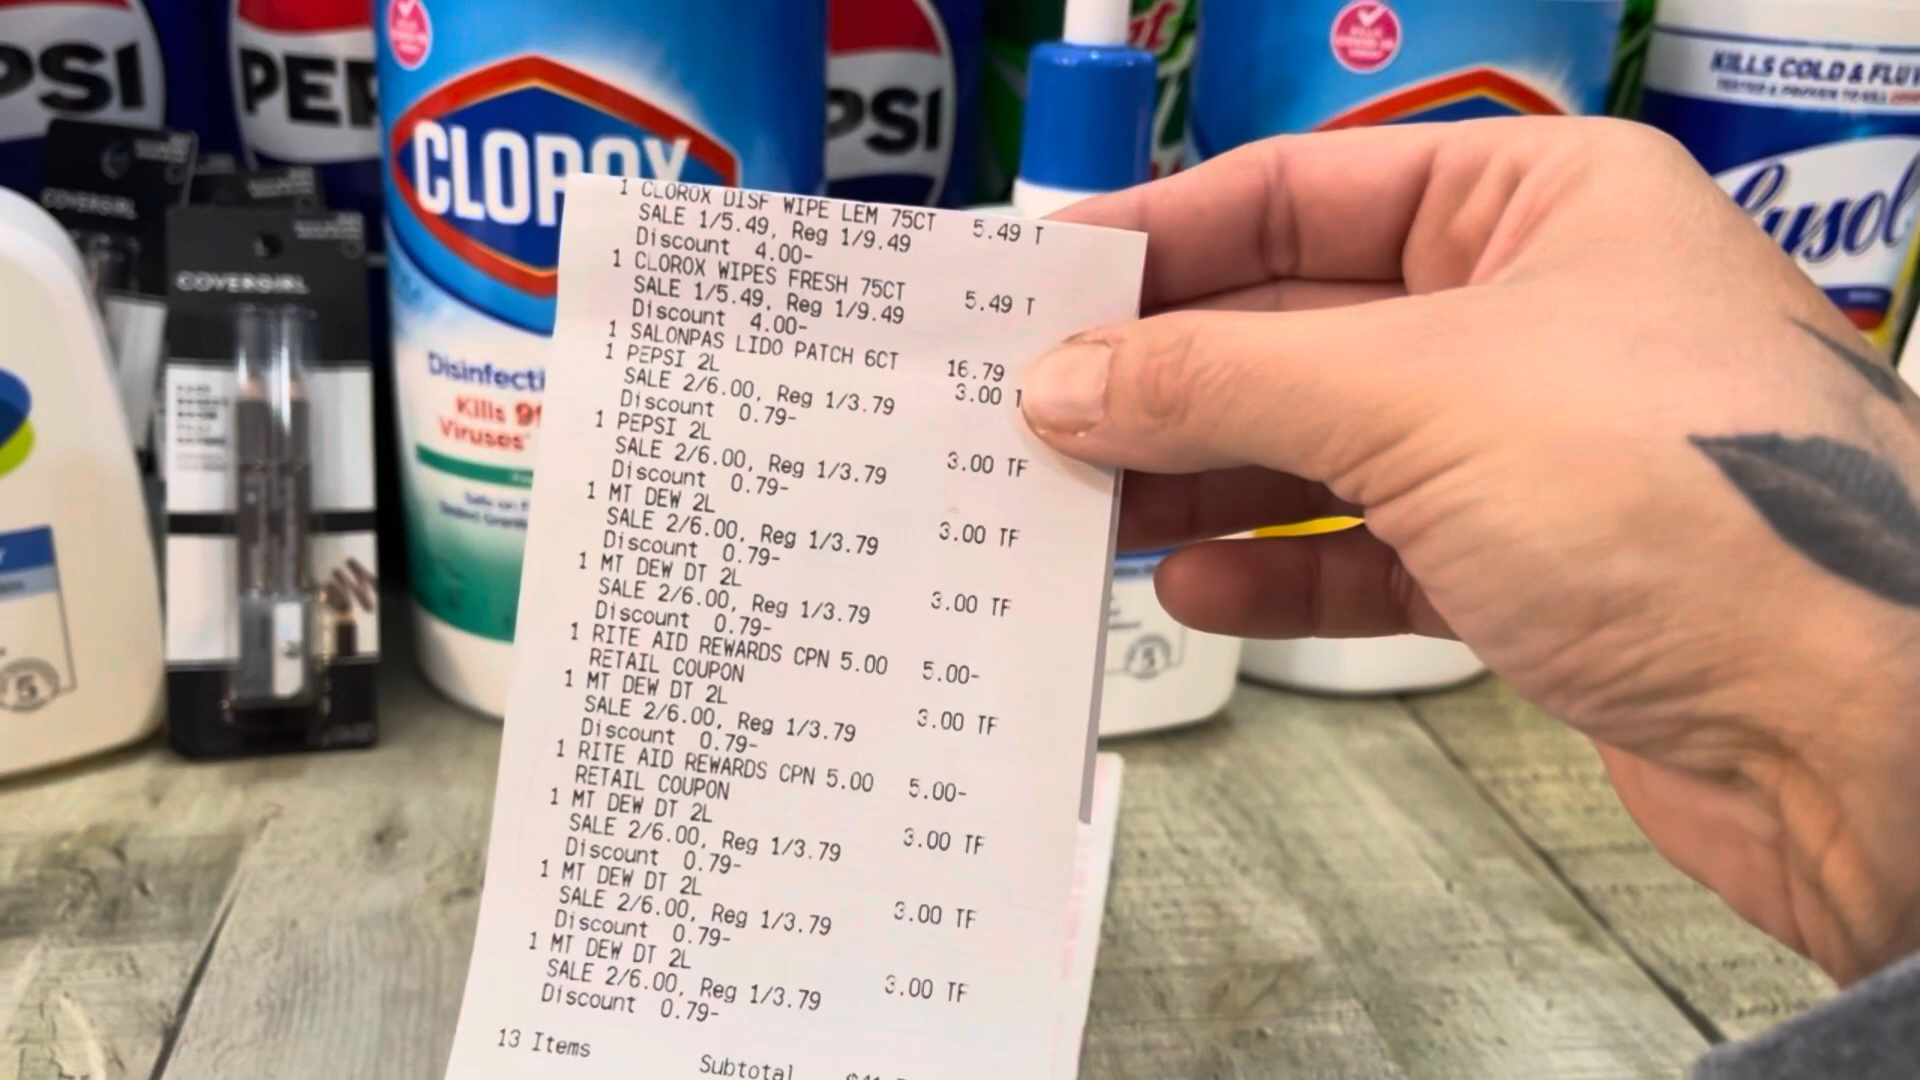 PSI
PEP
CLOROX
PSI
KILLS COLD & FLU
Lysol
COVERGIRL
COVERGIRL
Disinfecti
Kills 9
Viruses*
5
5
1 CLOROX DISF WIPE LEM 75CT 5.49 T
SALE 1/5.49, Reg 1/9.49
Discount 4.00-
1 CLOROX WIPES FRESH 75CT 5.49 T
SALE 1/5.49, Reg 1/9.49
Discount 4.00-
1 SALONPAS LIDO PATCH 6CT 16.79
1 PEPSI 2L 3.00 T
SALE 2/6.00, Reg 1/3.79
Discount 0.79-
1 PEPSI 2L 3.00 TF
SALE 2/6.00, Reg 1/3.79
Discount 0.79-
1 MT DEW 2L 3.00 TF
SALE 2/6.00, Reg 1/3.79
Discount 0.79-
1 MT DEW DT 2L 3.00 TF
SALE 2/6.00, Reg 1/3.79
Discount 0.79-
1 RITE AID REWARDS CPN 5.00 5.00-
RETAIL COUPON
1 MT DEW DT 2L 3.00 TF
SALE 2/6.00, Reg 1/3.79
Discount 0.79-
1 RITE AID REWARDS CPN 5.00 5.00-
RETAIL COUPON
1 MT DEW DT 2L 3.00 TF
SALE 2/6.00, Reg 1/3.79
Discount 0.79-
1 MT DEW DT 2L 3.00 TF
SALE 2/6.00, Reg 1/3.79
Discount 0.79-
1 MT DEW DT 2L 3.00 TF
SALE 2/6.00, Reg 1/3.79
Discount 0.79-
13 Items
Subtotal